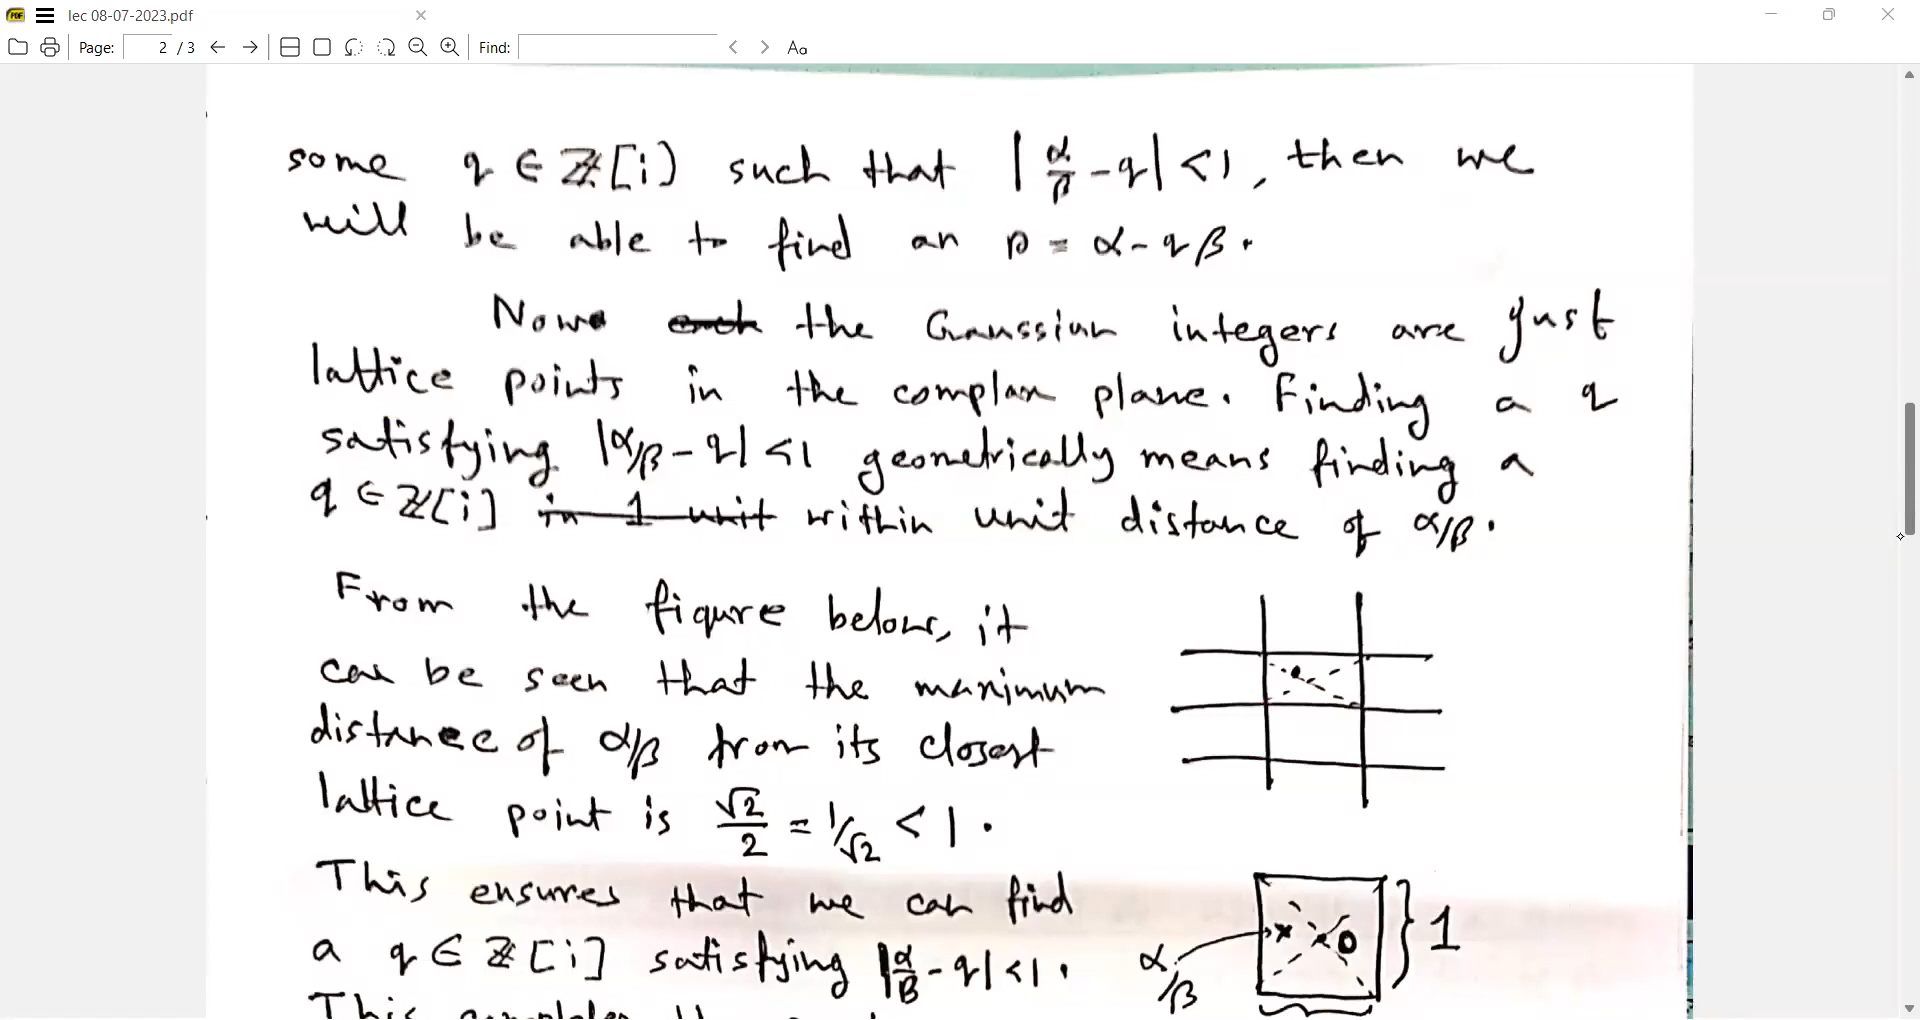 lec 08-07-2023.pdf
Page: 2 / 3 Find: Aa
some q ∈ ℤ[i] such that |α/β - q| < 1, then we
will be able to find an r = α - qβ.
Now the Gaussian integers are just
lattice points in the complex plane. Finding a q
satisfying |α/β - q| < 1 geometrically means finding a
q ∈ ℤ[i] in 1 unit within unit distance of α/β.
From the figure below, it
can be seen that the maximum
distance of α/β from its closest
lattice point is √2/2 = 1/√2 < 1.
This ensures that we can find
a q ∈ ℤ[i] satisfying |α/β - q| < 1.
This
O
1
α/β